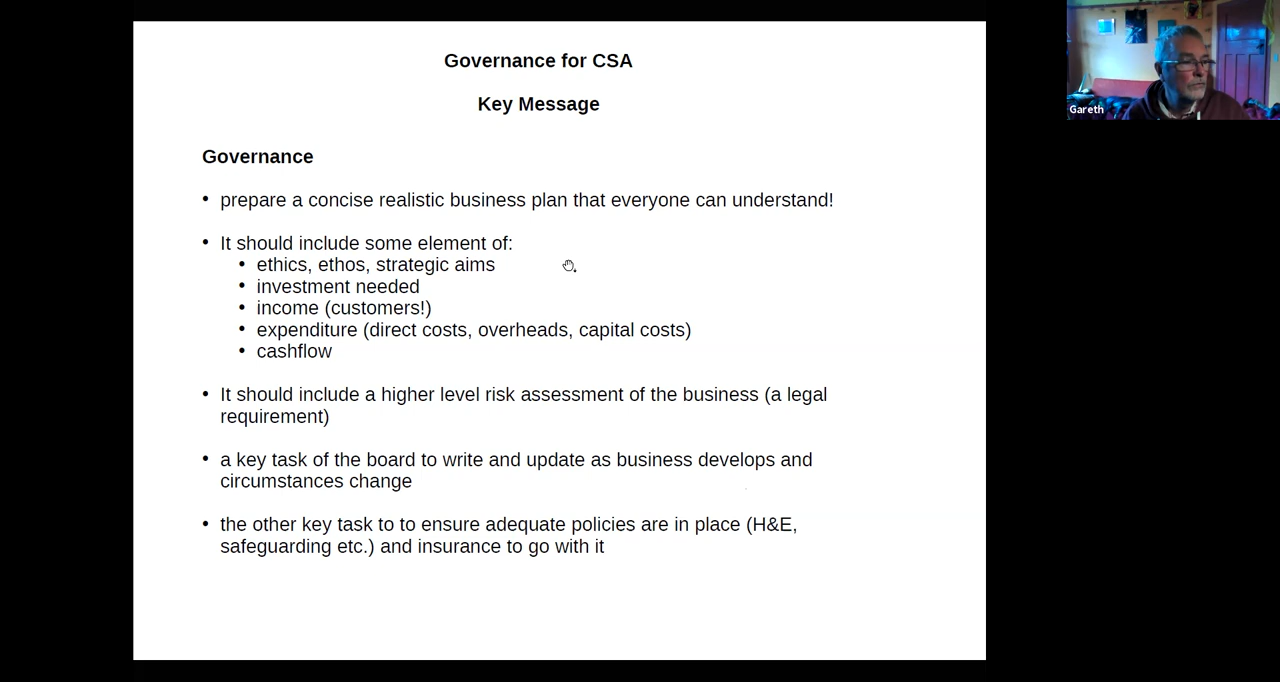 Governance for CSA
Key Message
Gareth
Governance
• prepare a concise realistic business plan that everyone can understand!
• It should include some element of:
• ethics, ethos, strategic aims
• investment needed
• income (customers!)
• expenditure (direct costs, overheads, capital costs)
• cashflow
• It should include a higher level risk assessment of the business (a legal
requirement)
• a key task of the board to write and update as business develops and
circumstances change
• the other key task to to ensure adequate policies are in place (H&E,
safeguarding etc.) and insurance to go with it